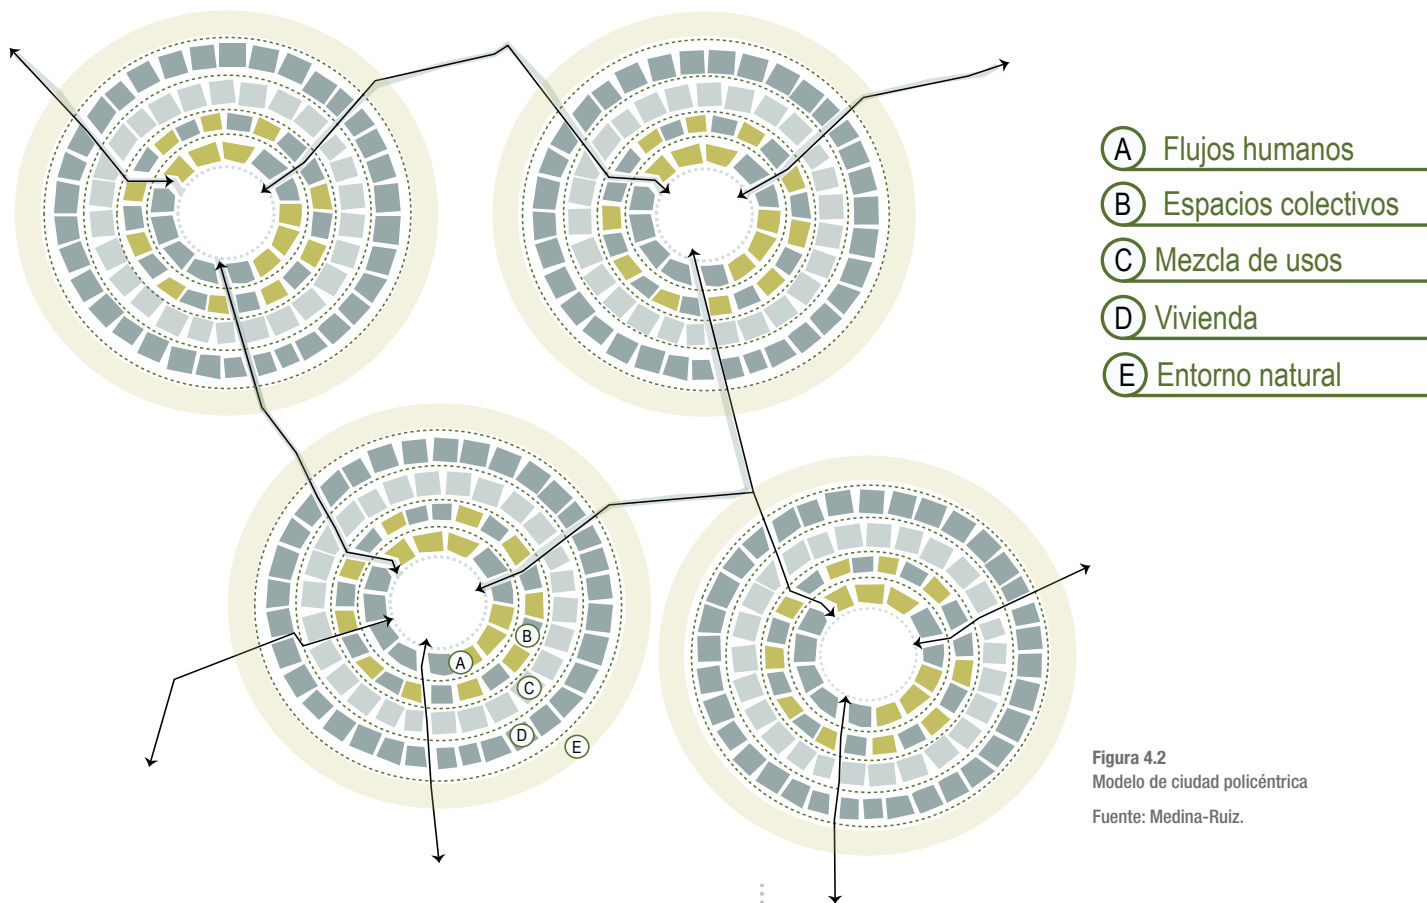 A Flujos humanos
B Espacios colectivos
C Mezcla de usos
D Vivienda
E Entorno natural
B
A
C
D
E
Figura 4.2
Modelo de ciudad policéntrica
Fuente: Medina-Ruiz.